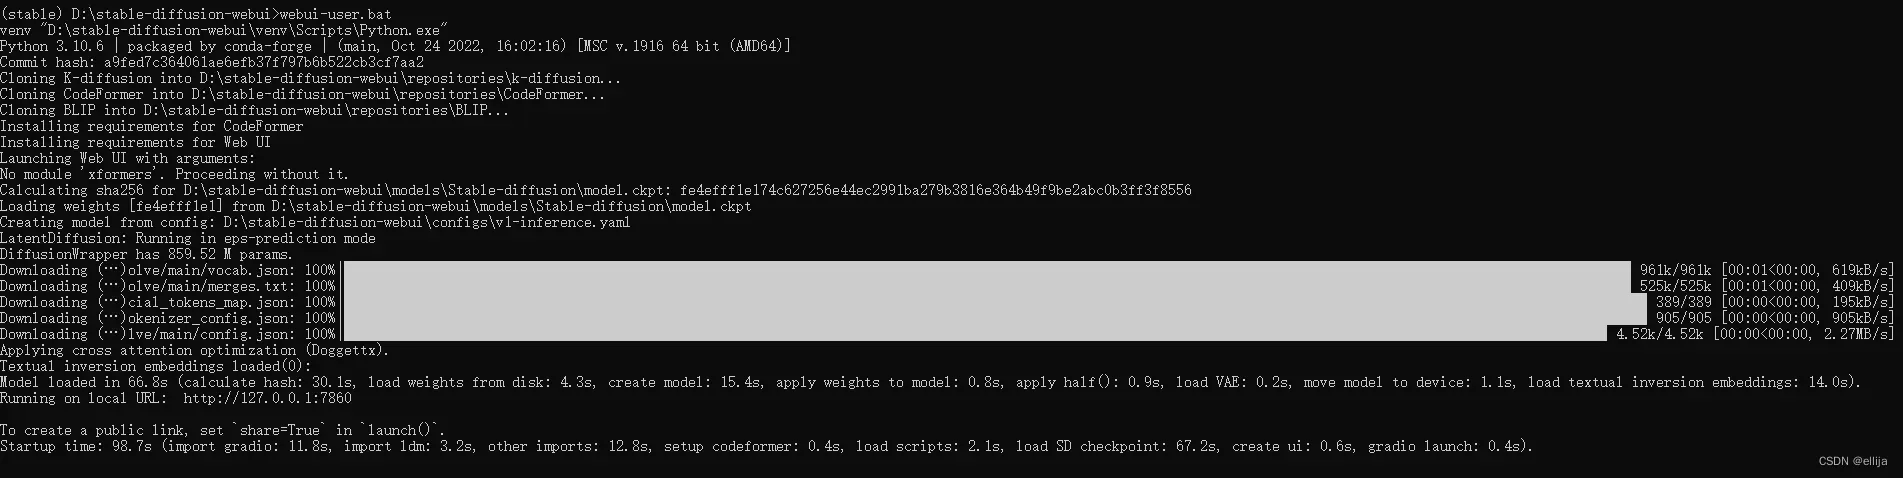 (stable) D:\stable-diffusion-webui>webui-user.bat
venv "D:\stable-diffusion-webui\venv\Scripts\Python.exe"
Python 3.10.6 | packaged by conda-forge | (main, Oct 24 2022, 16:02:16) [MSC v.1916 64 bit (AMD64)]
Commit hash: a9fed7c364061ae6efb37f797b6b522cb3cf7aa2
Cloning K-diffusion into D:\stable-diffusion-webui\repositories\k-diffusion...
Cloning CodeFormer into D:\stable-diffusion-webui\repositories\CodeFormer...
Cloning BLIP into D:\stable-diffusion-webui\repositories\BLIP...
Installing requirements for CodeFormer
Installing requirements for Web UI
Launching Web UI with arguments:
No module 'xformers'. Proceeding without it.
Calculating sha256 for D:\stable-diffusion-webui\models\Stable-diffusion\model.ckpt: fe4efff1e174c627256e44ec2991ba279b3816e364b49f9be2abc0b3ff3f8556
Loading weights [fe4efff1e1] from D:\stable-diffusion-webui\models\Stable-diffusion\model.ckpt
Creating model from config: D:\stable-diffusion-webui\configs\v1-inference.yaml
LatentDiffusion: Running in eps-prediction mode
DiffusionWrapper has 859.52 M params.
Downloading (…)olve/main/vocab.json: 100%| 961k/961k [00:01<00:00, 619kB/s]
Downloading (…)olve/main/merges.txt: 100%| 525k/525k [00:01<00:00, 409kB/s]
Downloading (…)cial_tokens_map.json: 100%| 389/389 [00:00<00:00, 195kB/s]
Downloading (…)okenizer_config.json: 100%| 905/905 [00:00<00:00, 905kB/s]
Downloading (…)lve/main/config.json: 100%| 4.52k/4.52k [00:00<00:00, 2.27MB/s]
Applying cross attention optimization (Doggettx).
Textual inversion embeddings loaded(0):
Model loaded in 66.8s (calculate hash: 30.1s, load weights from disk: 4.3s, create model: 15.4s, apply weights to model: 0.8s, apply half(): 0.9s, load VAE: 0.2s, move model to device: 1.1s, load textual inversion embeddings: 14.0s).
Running on local URL:  http://127.0.0.1:7860
To create a public link, set `share=True` in `launch()`.
Startup time: 98.7s (import gradio: 11.8s, import ldm: 3.2s, other imports: 12.8s, setup codeformer: 0.4s, load scripts: 2.1s, load SD checkpoint: 67.2s, create ui: 0.6s, gradio launch: 0.4s).
CSDN @ellija